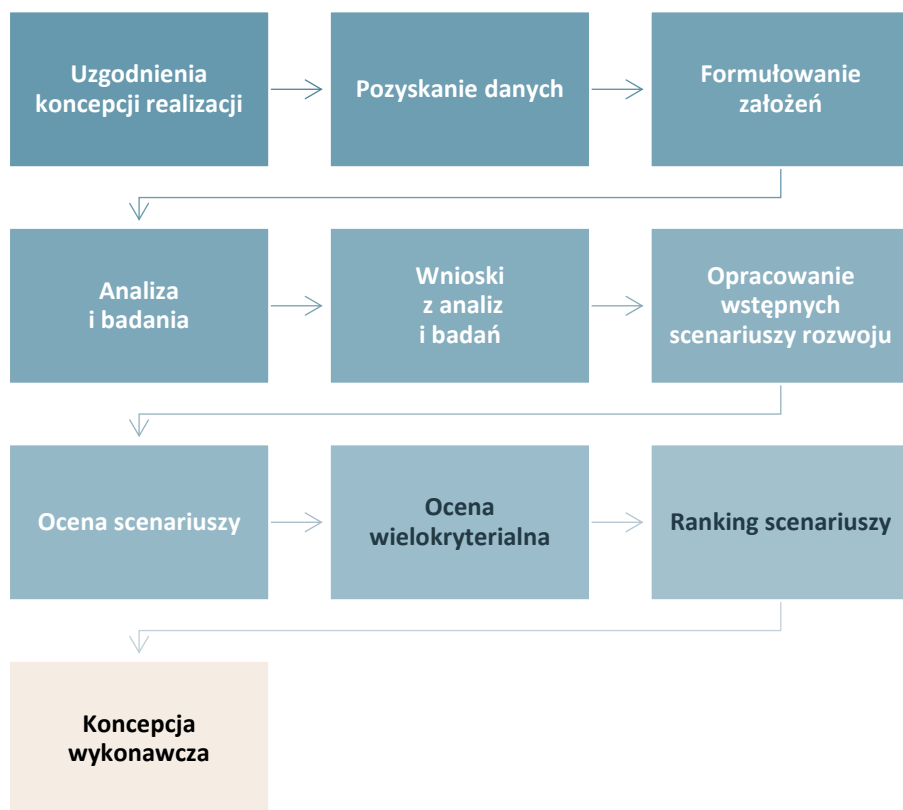 Uzgodnienia
koncepcji realizacji
Pozyskanie danych
Formułowanie
założeń
Analiza
i badania
Wnioski
z analiz
i badań
Opracowanie
wstępnych
scenariuszy rozwoju
Ocena scenariuszy
Ocena
wielokryterialna
Ranking scenariuszy
Koncepcja
wykonawcza